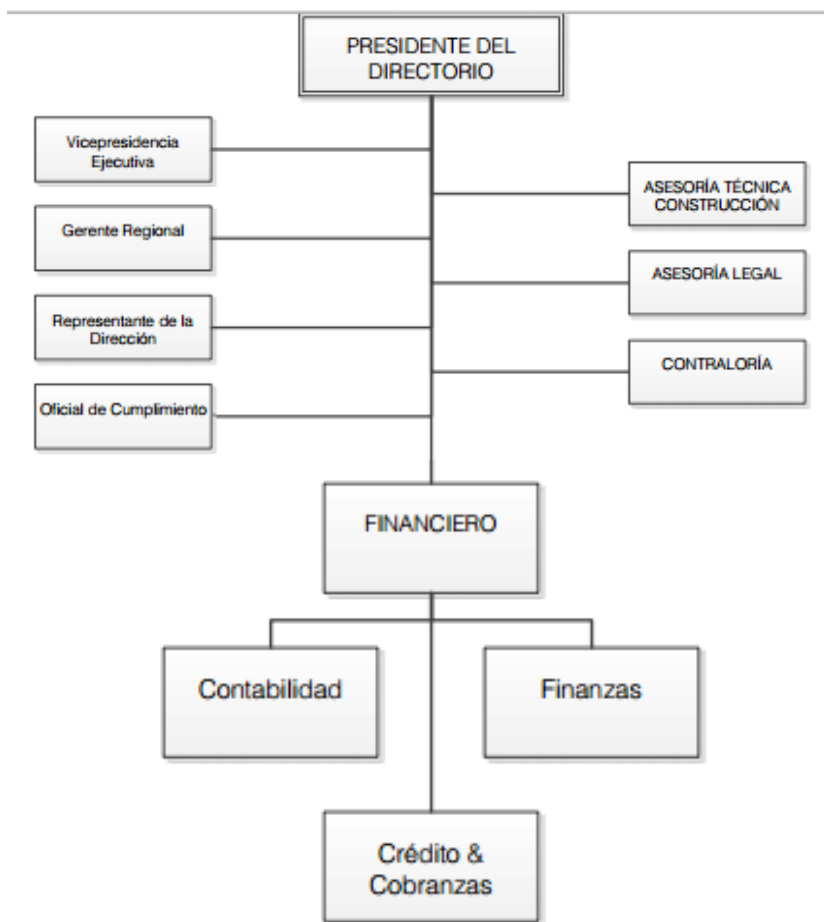 PRESIDENTE DEL
DIRECTORIO
Vicepresidencia
Ejecutiva
ASESORÍA TÉCNICA
CONSTRUCCIÓN
Gerente Regional
ASESORÍA LEGAL
Representante de la
Dirección
CONTRALORÍA
Oficial de Cumplimiento
FINANCIERO
Contabilidad
Finanzas
Crédito &
Cobranzas